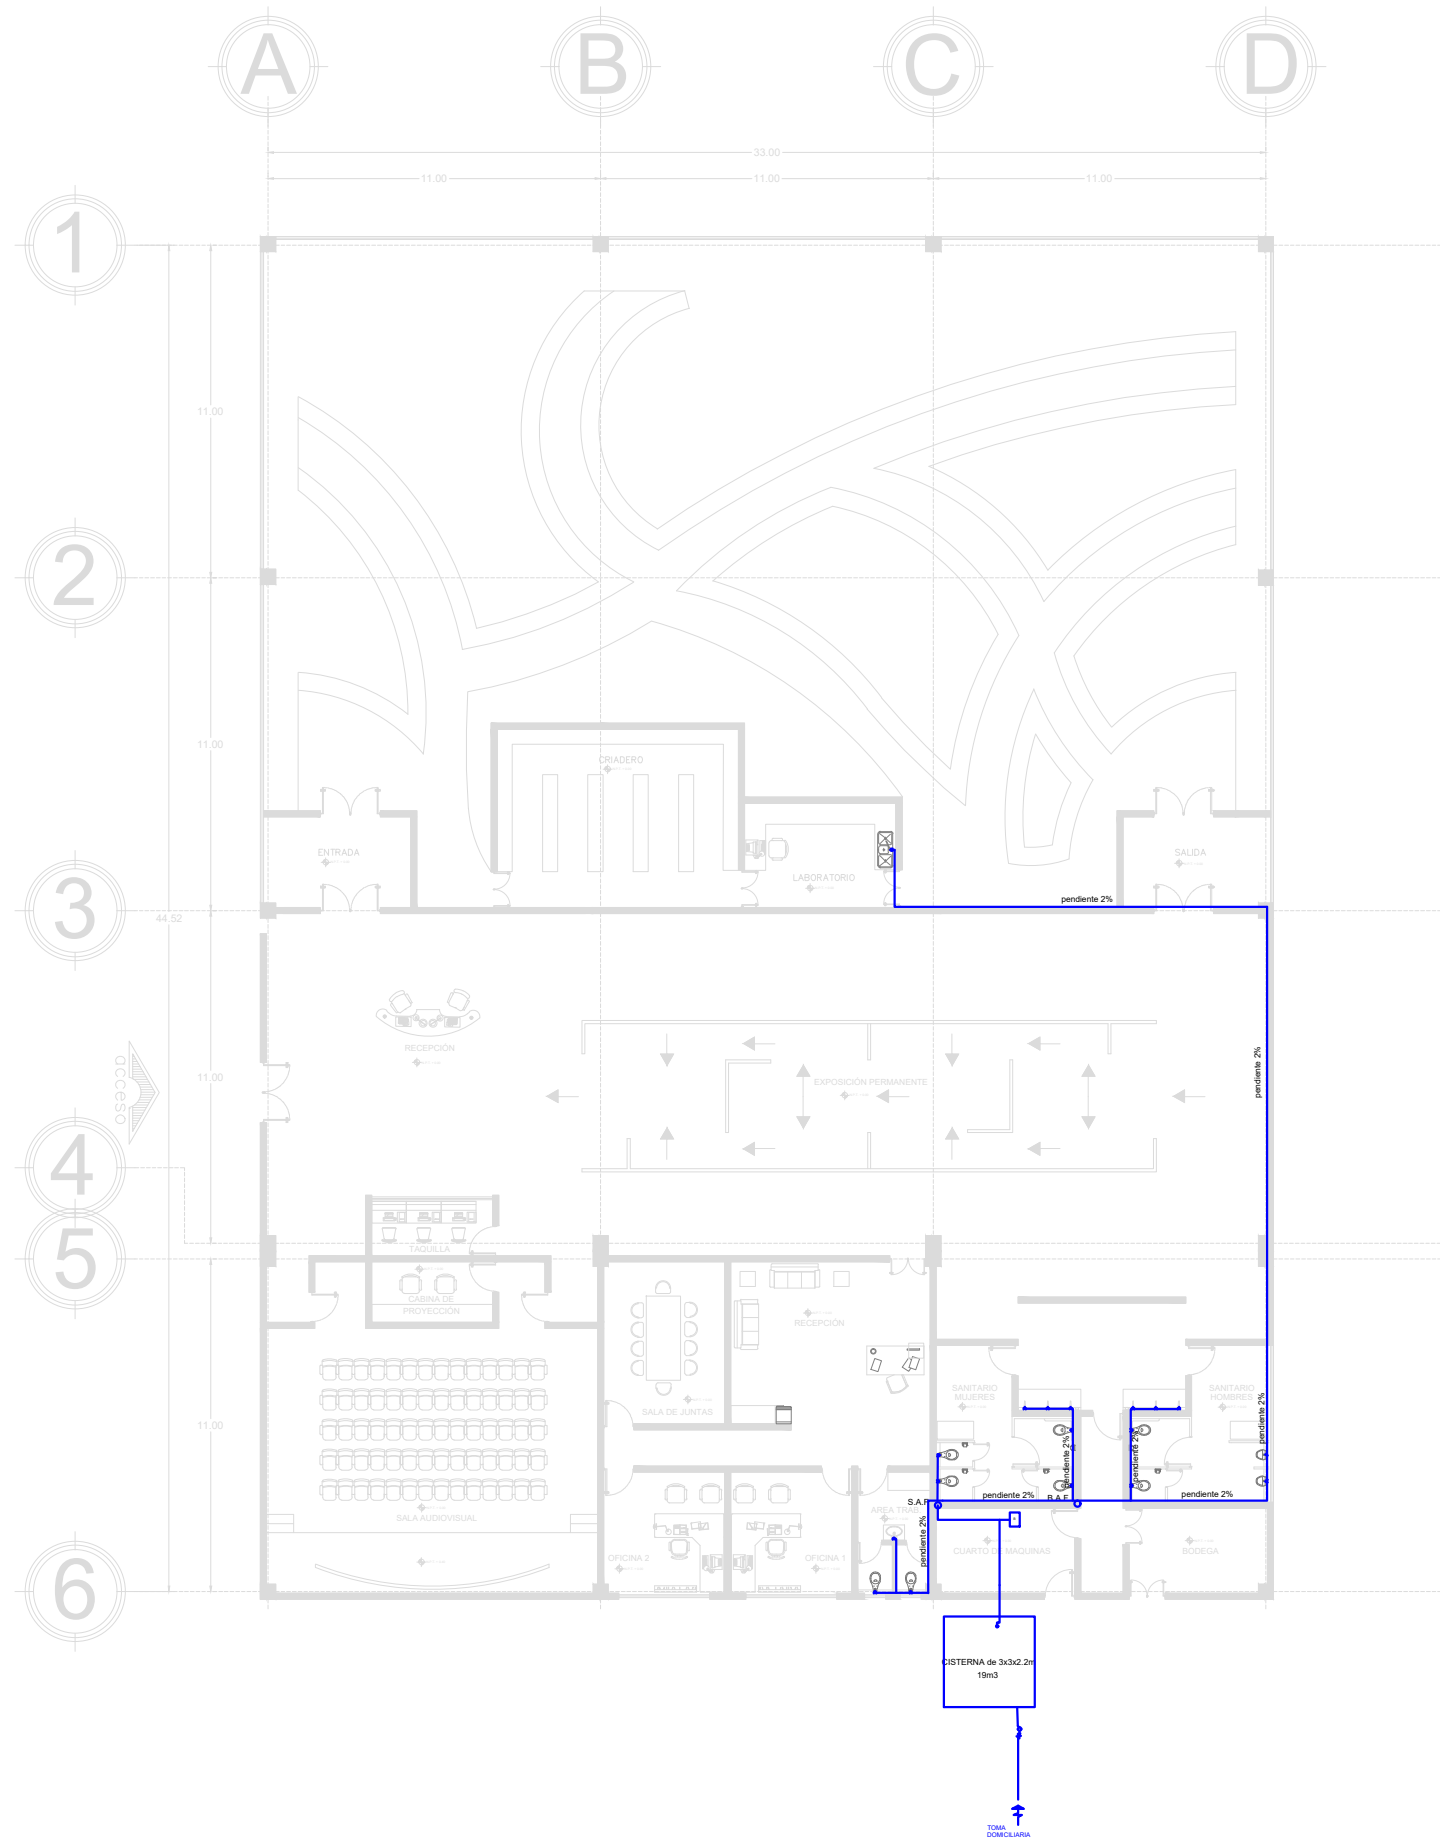 A
B
C
D
33.00
11.00
11.00
11.00
1
11.00
2
11.00
CRIADERO
ENTRADA
SALIDA
LABORATORIO
pendiente 2%
3
44.52
RECEPCIÓN
pendiente 2%
acceso
11.00
EXPOSICIÓN PERMANENTE
4
5
TAQUILLA
CABINA DE
PROYECCIÓN
RECEPCIÓN
SANITARIO
MUJERES
SANITARIO
HOMBRES
SALA DE JUNTAS
11.00
pendiente 2%
pendiente 2%
pendiente 2%
pendiente 2%
pendiente 2%
S.A.F
B.A.F
SALA AUDIOVISUAL
AREA TRAB.
pendiente 2%
OFICINA 2
OFICINA 1
CUARTO DE MAQUINAS
BODEGA
6
CISTERNA de 3x3x2.2m
19m3
TOMA
DOMICILIARIA